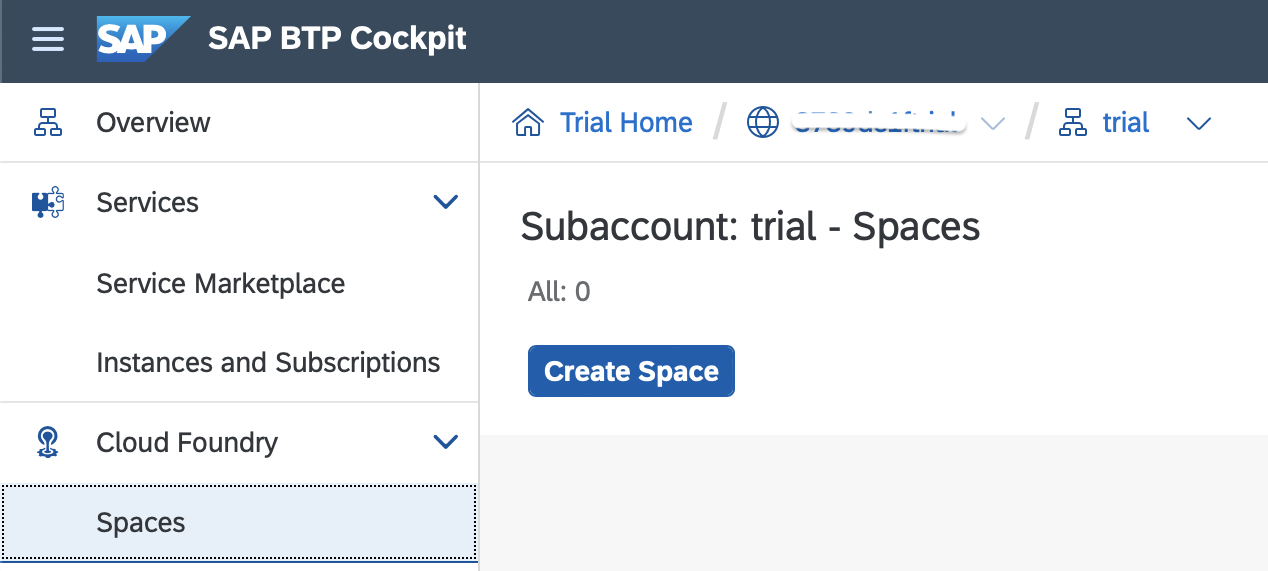 SAP SAP BTP Cockpit
Overview
Trial Home / / trial
Services
Subaccount: trial - Spaces
Service Marketplace
All: 0
Instances and Subscriptions
Create Space
Cloud Foundry
Spaces